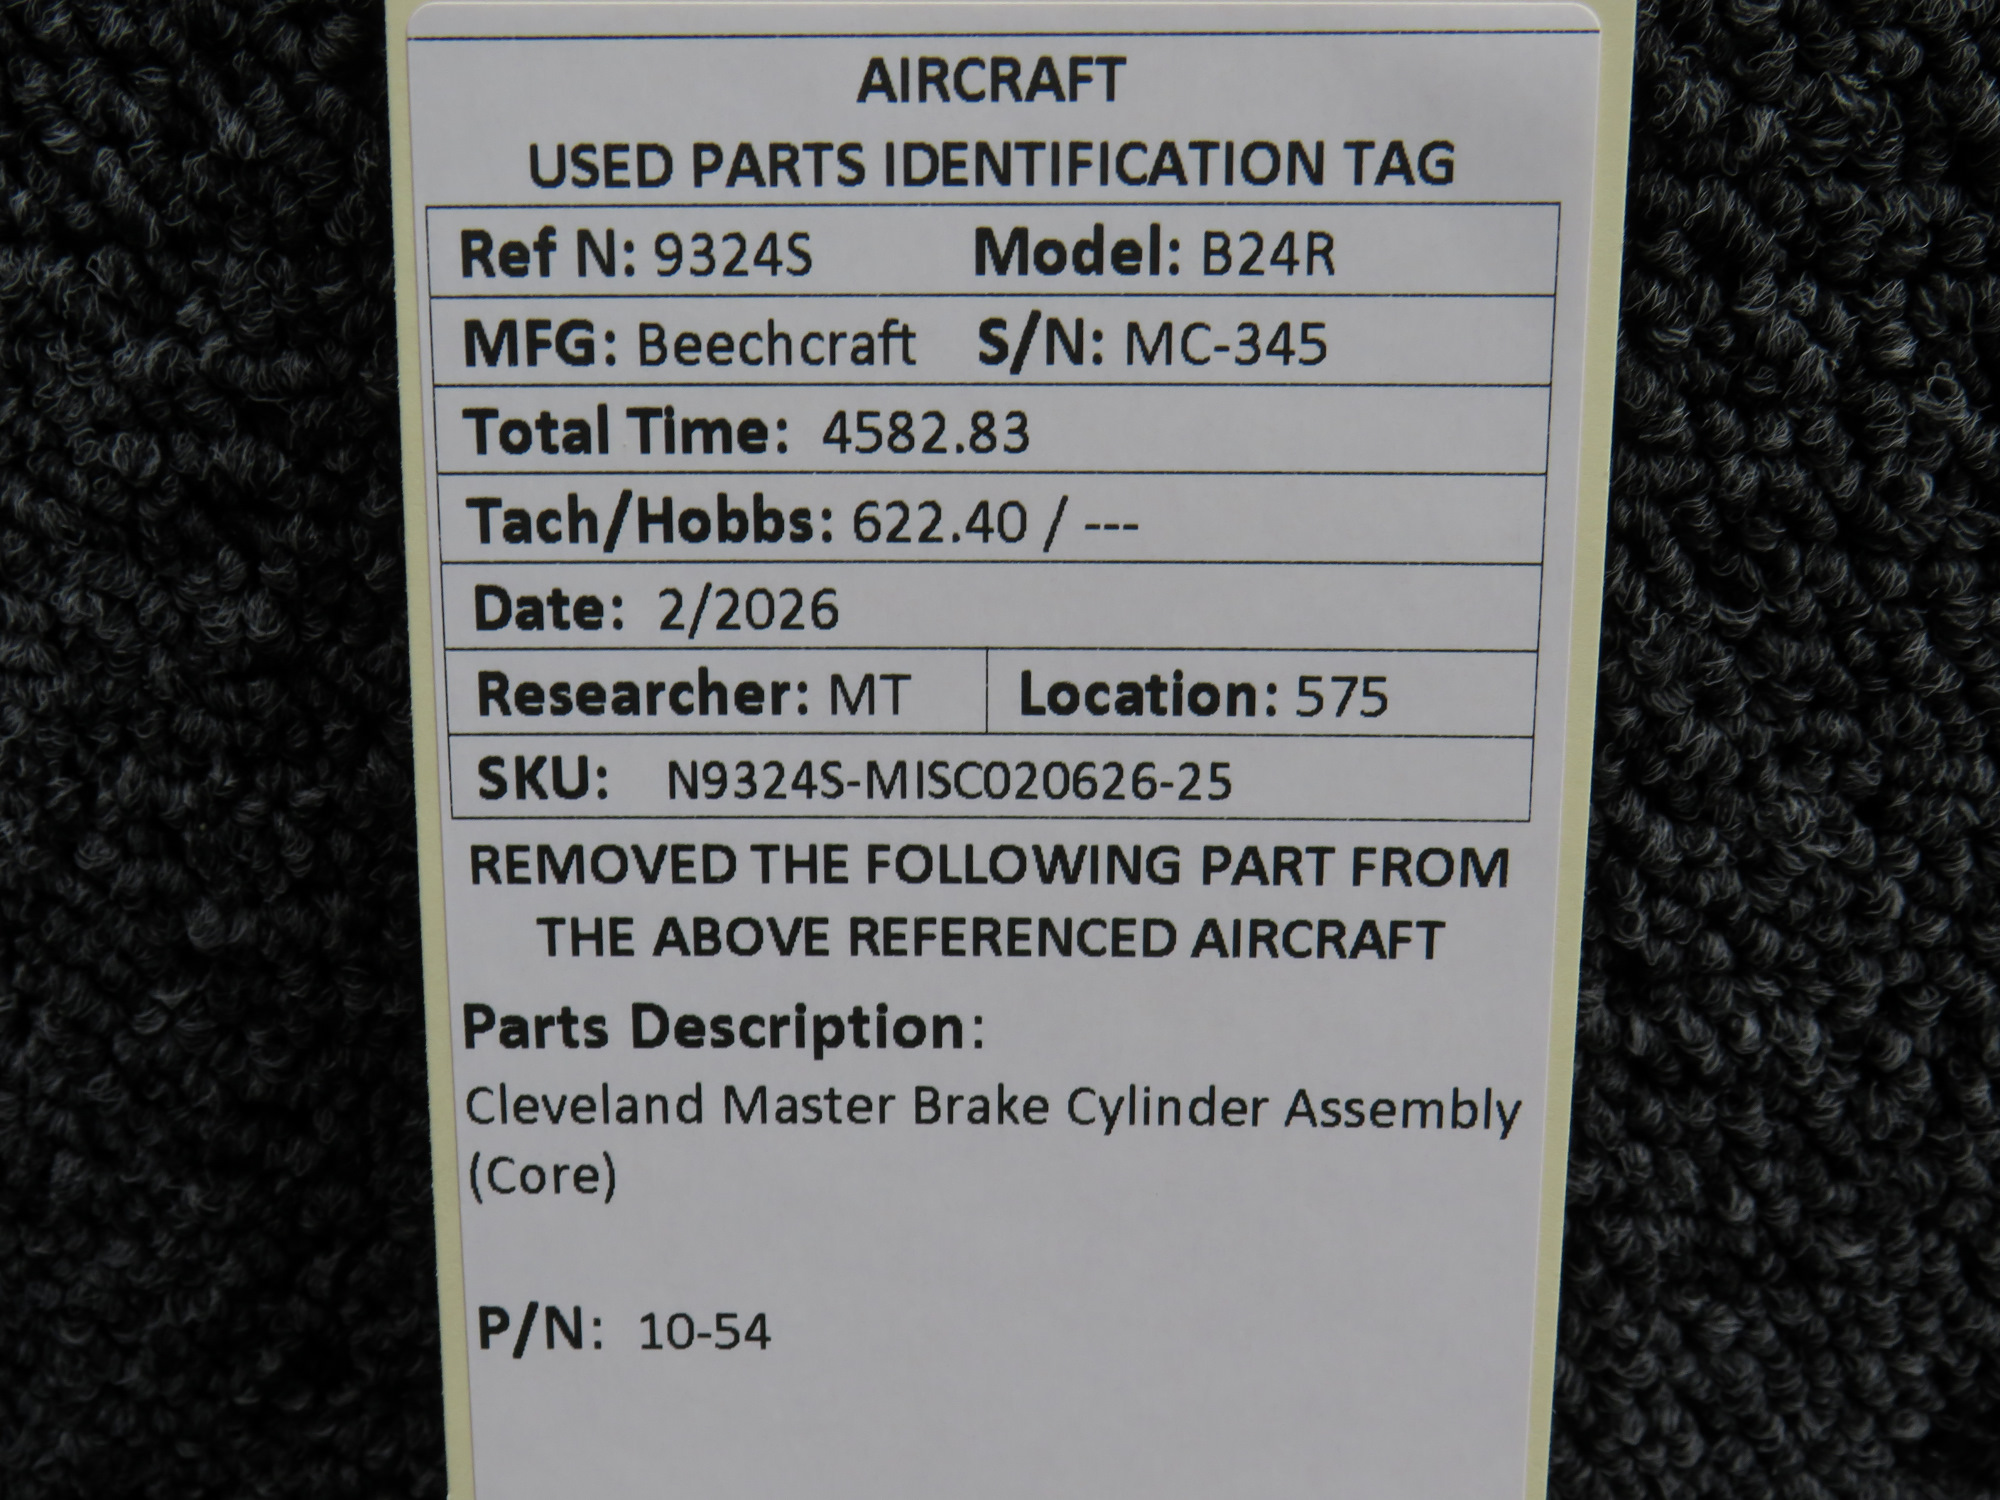 AIRCRAFT
USED PARTS IDENTIFICATION TAG
Ref N: 9324S Model: B24R
MFG: Beechcraft S/N: MC-345
Total Time: 4582.83
Tach/Hobbs: 622.40 / ---
Date: 2/2026
Researcher: MT Location: 575
SKU: N9324S-MISC020626-25
REMOVED THE FOLLOWING PART FROM
THE ABOVE REFERENCED AIRCRAFT
Parts Description:
Cleveland Master Brake Cylinder Assembly
(Core)
P/N: 10-54